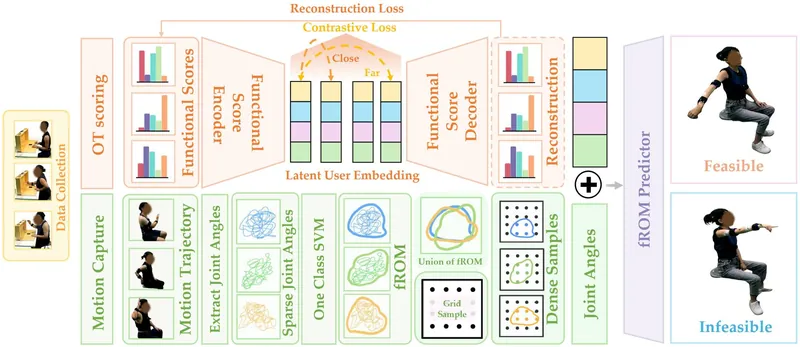 Reconstruction Loss
Contrastive Loss
Close
Far
Data Collection
OT scoring
Functional Scores
Functional
Score
Encoder
Latent User Embedding
Functional
Score
Decoder
Reconstruction
Motion Capture
Motion Trajectory
Extract Joint Angles
Sparse Joint Angles
One Class SVM
fROM
Union of fROM
Grid
Sample
Dense Samples
Joint Angles
fROM Predictor
Feasible
Infeasible